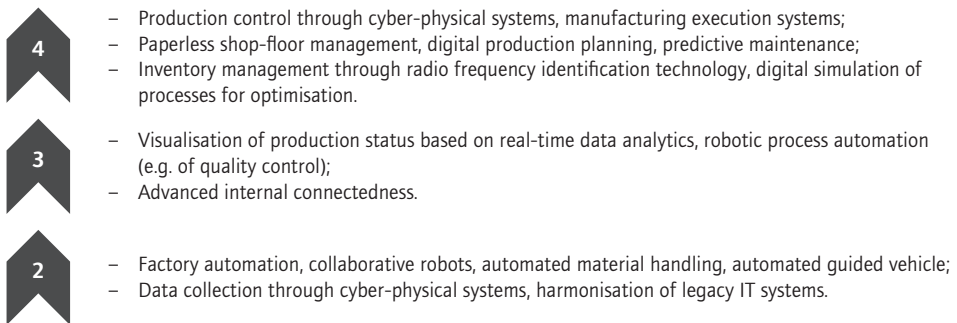 4
– Production control through cyber-physical systems, manufacturing execution systems;
– Paperless shop-floor management, digital production planning, predictive maintenance;
– Inventory management through radio frequency identification technology, digital simulation of
processes for optimisation.
3
– Visualisation of production status based on real-time data analytics, robotic process automation
(e.g. of quality control);
– Advanced internal connectedness.
2
– Factory automation, collaborative robots, automated material handling, automated guided vehicle;
– Data collection through cyber-physical systems, harmonisation of legacy IT systems.